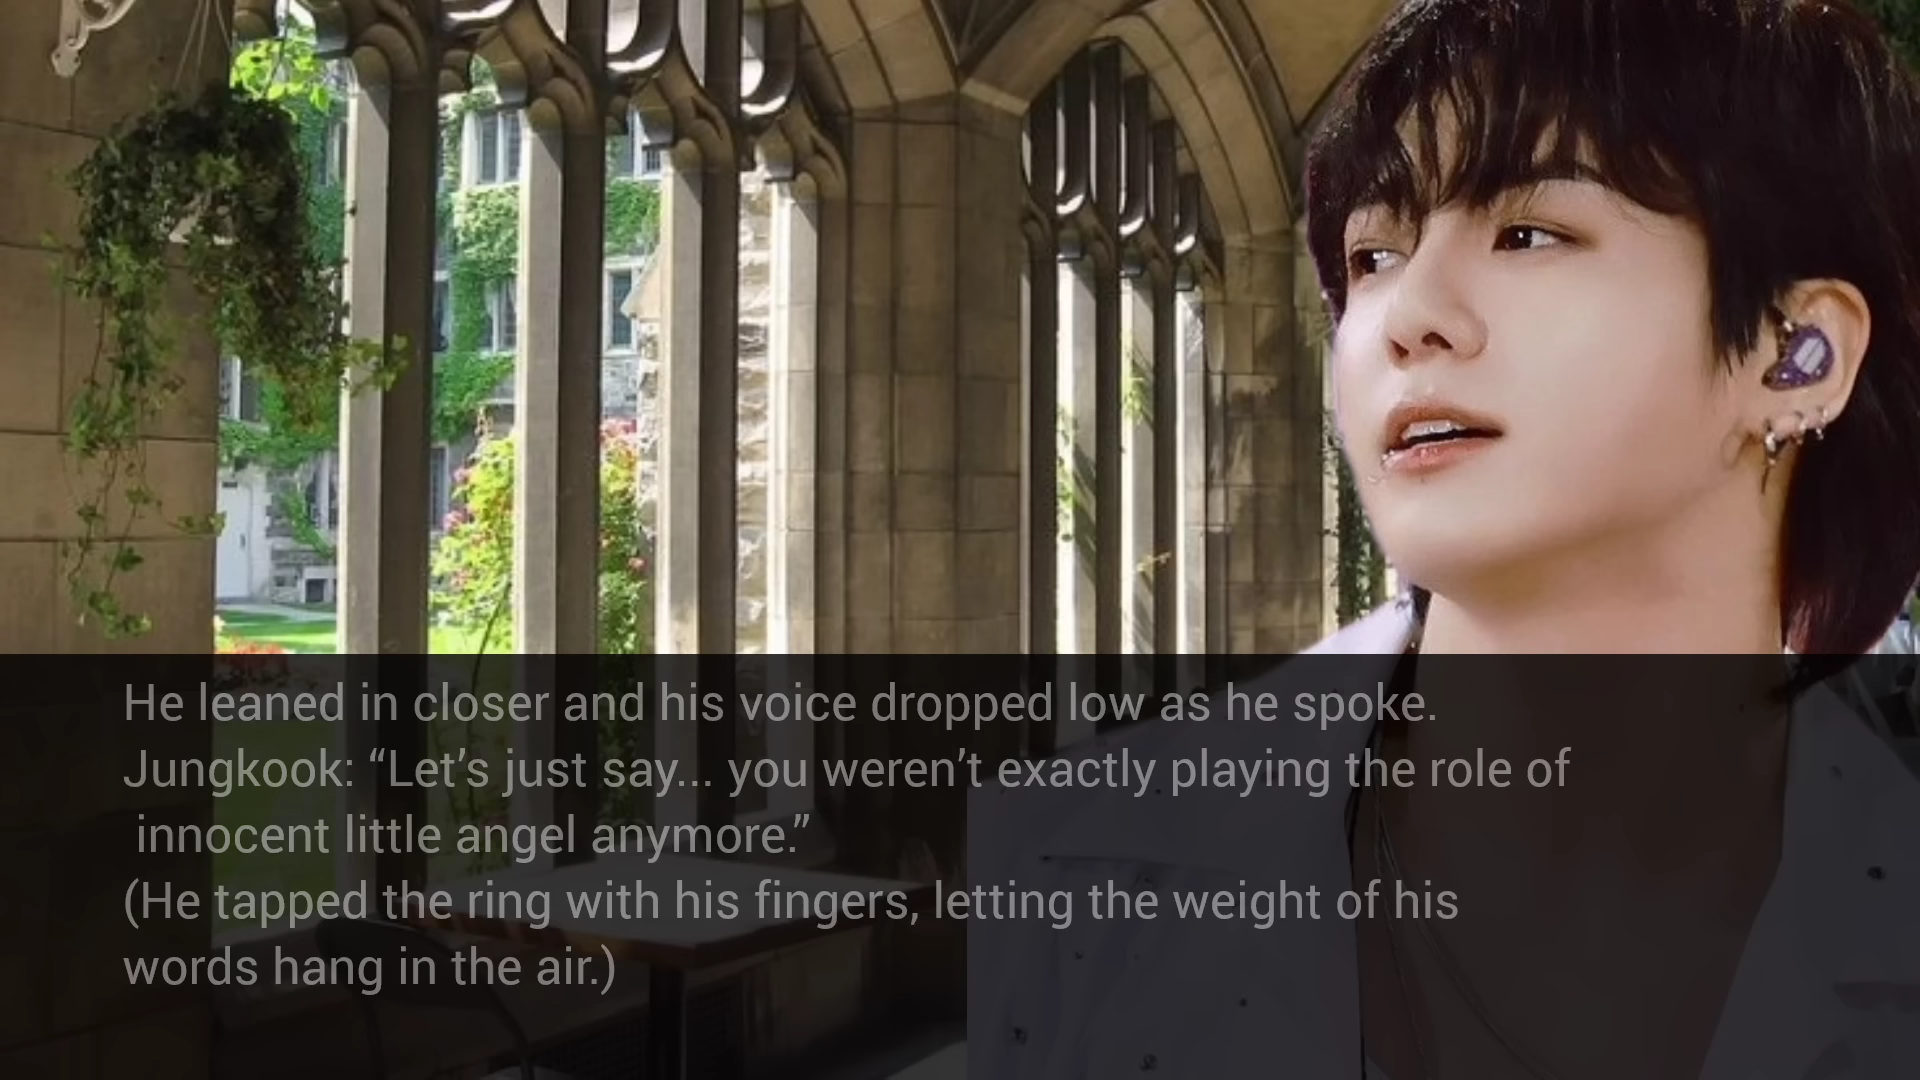 He leaned in closer and his voice dropped low as he spoke.
Jungkook: “Let’s just say... you weren’t exactly playing the role of
innocent little angel anymore.”
(He tapped the ring with his fingers, letting the weight of his
words hang in the air.)